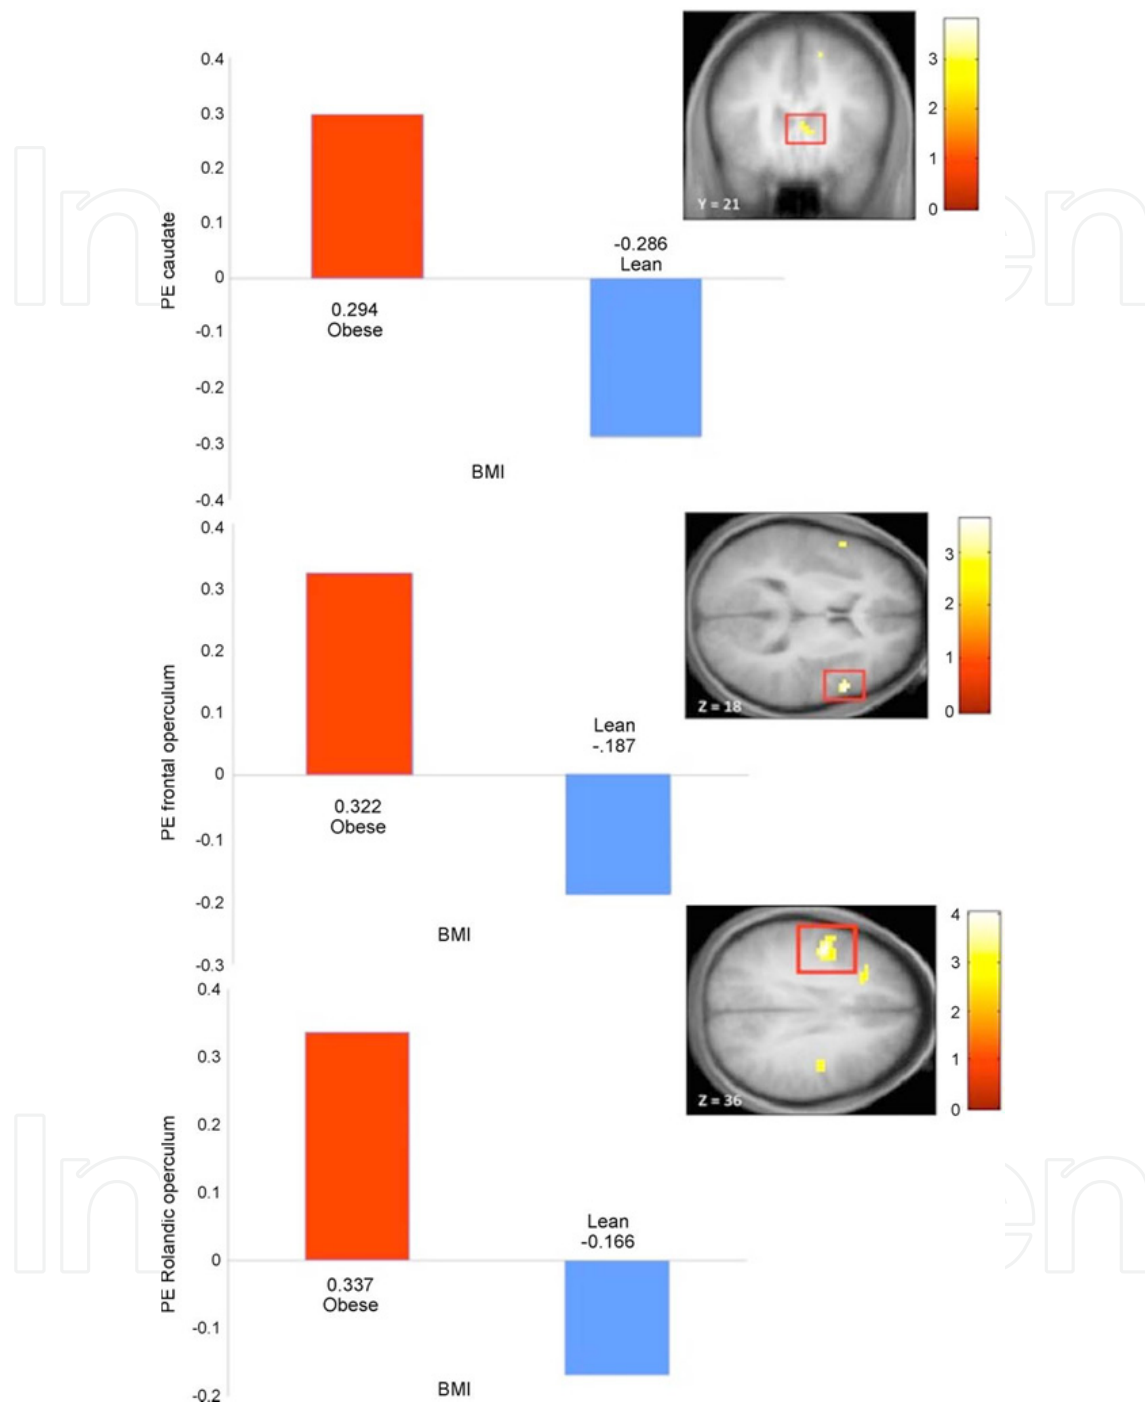 PE caudate
0.4
0.3
0.2
0.1
0
-0.1
-0.2
-0.3
-0.4
0.294
Obese
-0.286
Lean
BMI
Y = 21
3
2
1
0
PE frontal operculum
0.4
0.3
0.2
0.1
0
-0.1
-0.2
-0.3
0.322
Obese
Lean
-.187
BMI
Z = 18
3
2
1
0
PE Rolandic operculum
0.4
0.3
0.2
0.1
0
-0.1
-0.2
0.337
Obese
Lean
-0.166
BMI
Z = 36
4
3
2
1
0
In
en
In
en